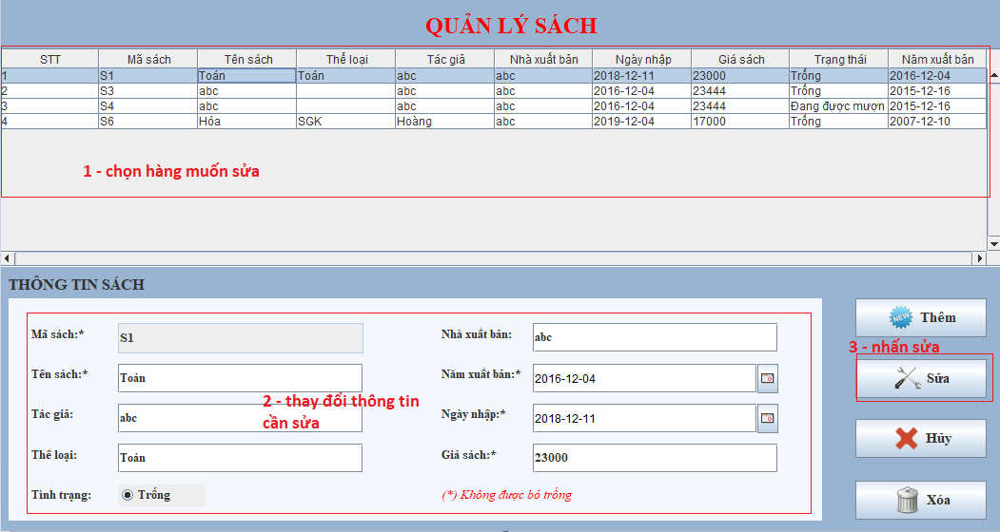 QUẢN LÝ SÁCH
STT Mã sách Tên sách Thể loại Tác giả Nhà xuất bản Ngày nhập Giá sách Trạng thái Năm xuất bản
1 S1 Toán Toán abc abc 2018-12-11 23000 Trống 2016-12-04
2 S3 abc abc abc 2016-12-04 23444 Trống 2015-12-16
3 S4 abc abc abc 2016-12-04 23444 Đang được mượn 2015-12-16
4 S6 Hóa SGK Hoàng abc 2019-12-04 17000 Trống 2007-12-10
1 - chọn hàng muốn sửa
THÔNG TIN SÁCH
Mã sách:* S1
Nhà xuất bản: abc
Tên sách:* Toán
Năm xuất bản:* 2016-12-04
Tác giả: abc
Ngày nhập:* 2018-12-11
Thể loại: Toán
Giá sách:* 23000
Tình trạng: Trống
(*) Không được bỏ trống
2 - thay đổi thông tin
cần sửa
NEW Thêm
3 - nhấn sửa
Sửa
Hủy
Xóa